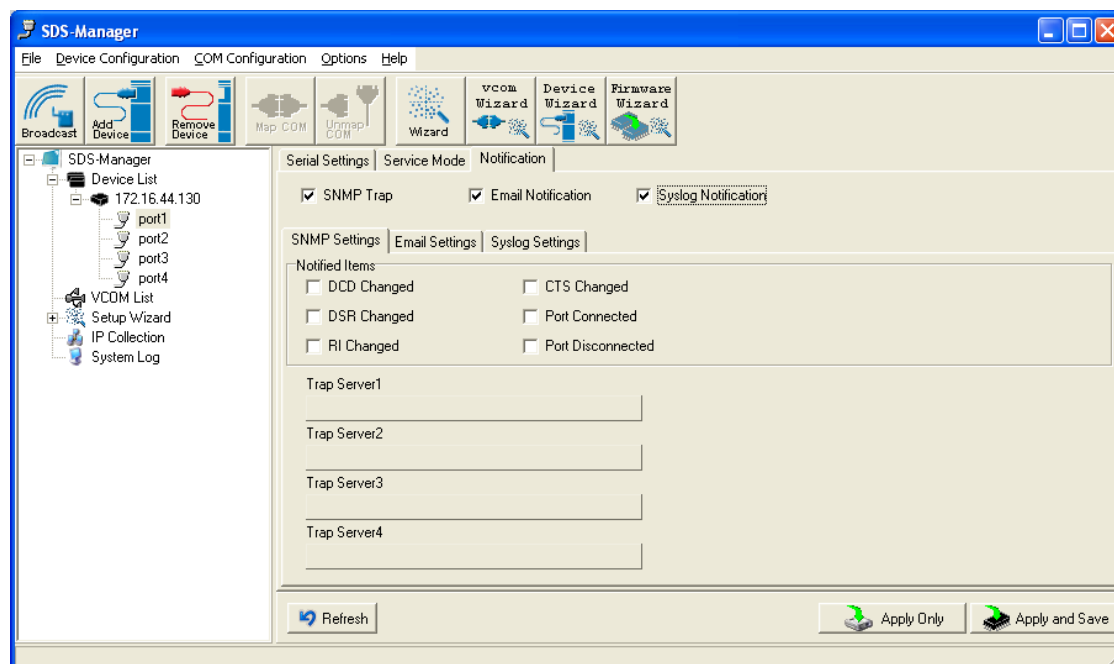 SDS-Manager
File Device Configuration COM Configuration Options Help
Broadcast
Add Device
Remove Device
Map COM
Unmap COM
Wizard
vcom Wizard
Device Wizard
Firmware Wizard
SDS-Manager
Device List
172.16.44.130
port1
port2
port3
port4
VCOM List
Setup Wizard
IP Collection
System Log
Serial Settings Service Mode Notification
SNMP Trap Email Notification Syslog Notification
SNMP Settings Email Settings Syslog Settings
Notified Items
DCD Changed CTS Changed
DSR Changed Port Connected
RI Changed Port Disconnected
Trap Server1
Trap Server2
Trap Server3
Trap Server4
Refresh Apply Only Apply and Save